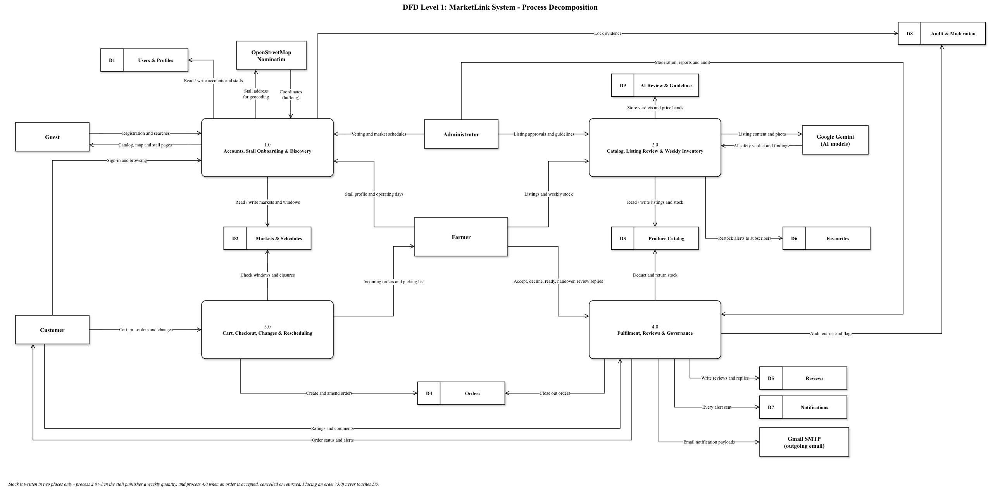 DFD Level 1: MarketLink System - Process Decomposition
Lock evidence
D8
Audit & Moderation
OpenStreetMap
Nominatim
D1
Users & Profiles
Moderation, reports and audit
Read / write accounts and stalls
Stall address
for geocoding
Coordinates
(lat/long)
D9
AI Review & Guidelines
Store verdicts and price bands
Guest
Registration and searches
Catalog, map and stall pages
Sign-in and browsing
1.0
Accounts, Stall Onboarding & Discovery
Vetting and market schedules
Administrator
Listing approvals and guidelines
2.0
Catalog, Listing Review & Weekly Inventory
Listing content and photo
AI safety verdict and findings
Google Gemini
(AI models)
Stall profile and operating days
Listings and weekly stock
Read / write markets and windows
Read / write listings and stock
D2
Markets & Schedules
Farmer
D3
Produce Catalog
Restock alerts to subscribers
D6
Favourites
Check windows and closures
Incoming orders and picking list
Accept, decline, ready, handover, review replies
Deduct and return stock
Customer
Cart, pre-orders and changes
3.0
Cart, Checkout, Changes & Rescheduling
4.0
Fulfilment, Reviews & Governance
Audit entries and flags
Write reviews and replies
D5
Reviews
Create and amend orders
D4
Orders
Close out orders
Every alert sent
D7
Notifications
Ratings and comments
Order status and alerts
Email notification payloads
Gmail SMTP
(outgoing email)
Stock is written in two places only - process 2.0 when the stall publishes a weekly quantity, and process 4.0 when an order is accepted, cancelled or returned. Placing an order (3.0) never touches D3.